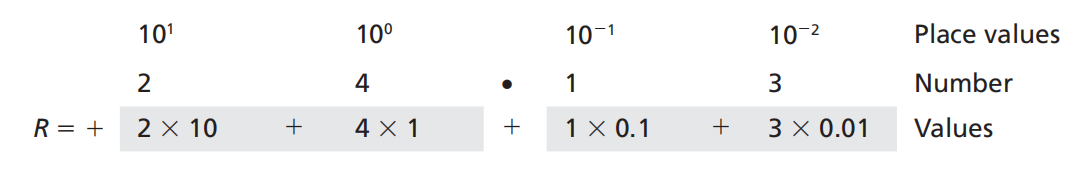 10¹ 10⁰ 10⁻¹ 10⁻² Place values
2 4 • 1 3 Number
R = + 2 × 10 + 4 × 1 + 1 × 0.1 + 3 × 0.01 Values